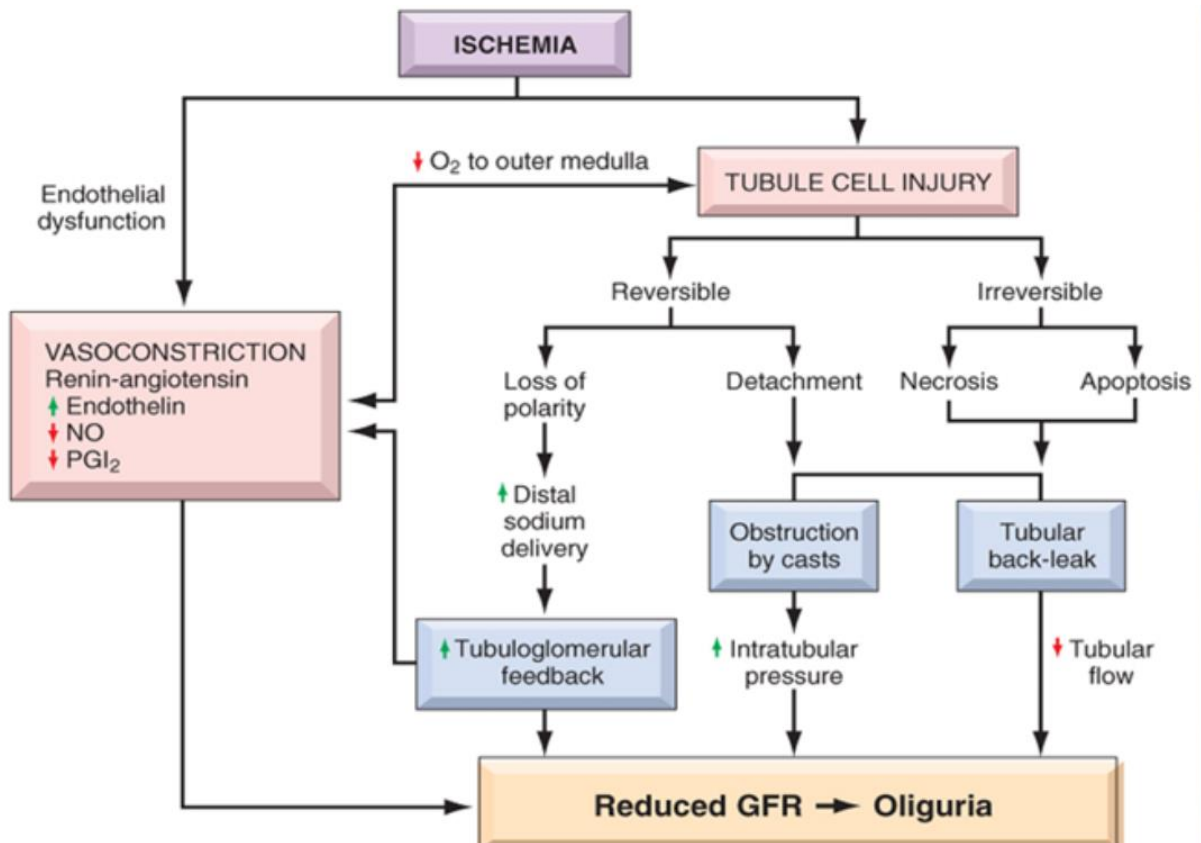 ISCHEMIA
Endothelial
dysfunction
O₂ to outer medulla
TUBULE CELL INJURY
Reversible
Irreversible
VASOCONSTRICTION
Renin-angiotensin
Endothelin
NO
PGI₂
Loss of
polarity
Detachment
Necrosis
Apoptosis
Distal
sodium
delivery
Obstruction
by casts
Tubular
back-leak
Tubuloglomerular
feedback
Intratubular
pressure
Tubular
flow
Reduced GFR → Oliguria